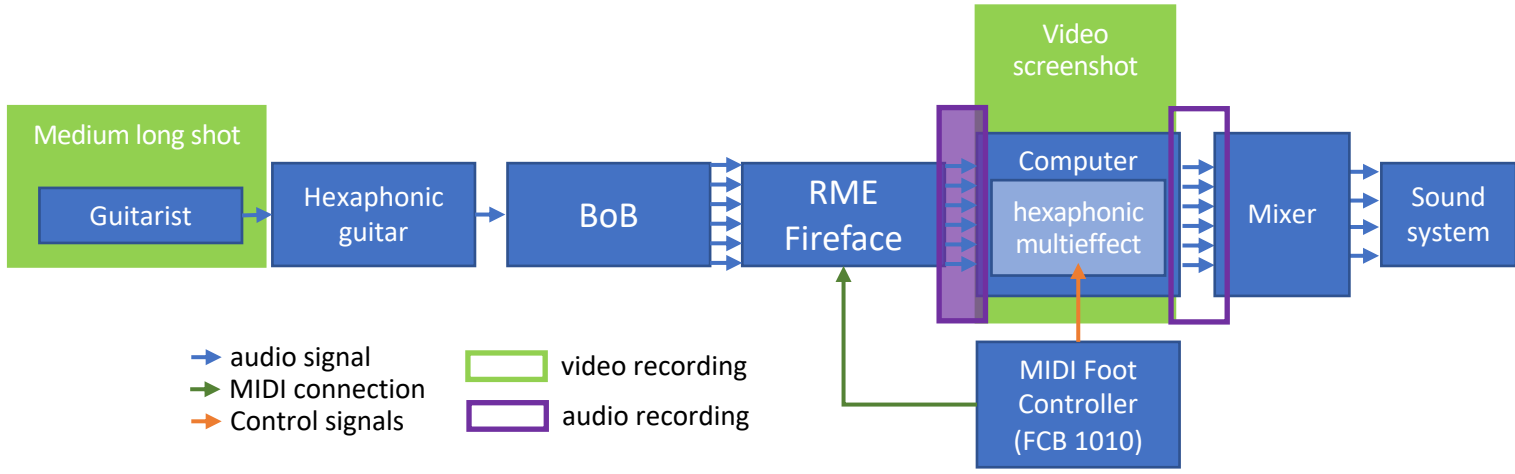 Video
screenshot
Medium long shot
Guitarist
Hexaphonic
guitar
BoB
RME
Fireface
Computer
hexaphonic
multieffect
Mixer
Sound
system
audio signal
MIDI connection
Control signals
video recording
audio recording
MIDI Foot
Controller
(FCB 1010)